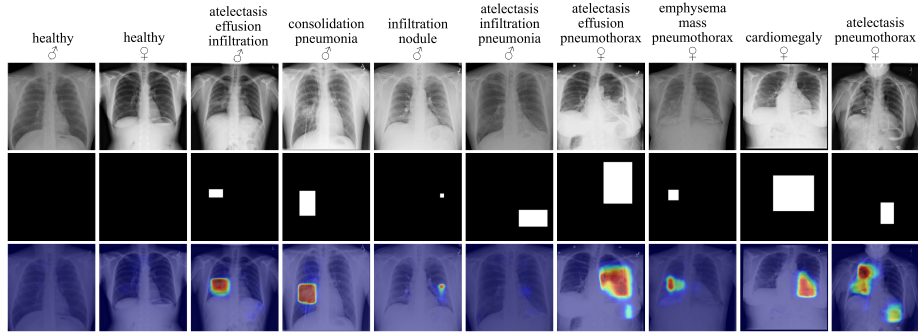 healthy
♂
healthy
♀
atelectasis
effusion
infiltration
♂
consolidation
pneumonia
♂
infiltration
nodule
♂
atelectasis
infiltration
pneumonia
♂
atelectasis
effusion
pneumothorax
♀
emphysema
mass
pneumothorax
♀
cardiomegaly
♀
atelectasis
pneumothorax
♀